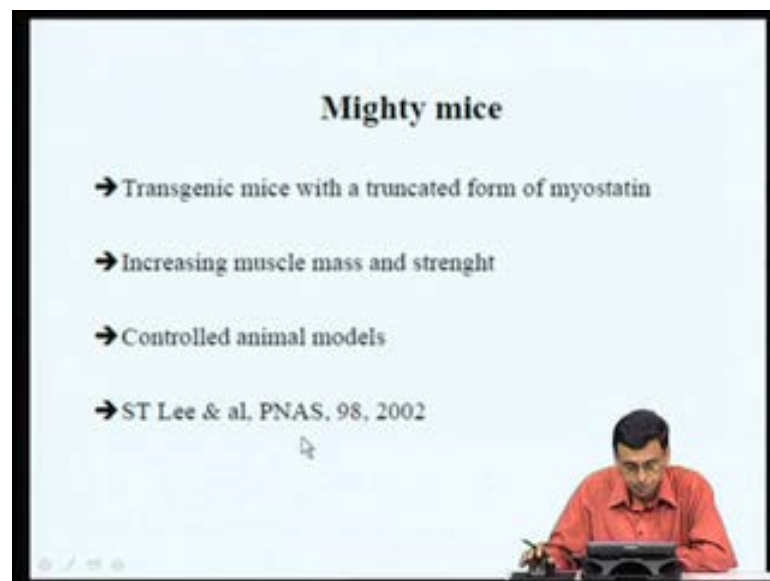 Mighty mice
➔ Transgenic mice with a truncated form of myostatin
➔ Increasing muscle mass and strenght
➔ Controlled animal models
➔ ST Lee & al, PNAS, 98, 2002